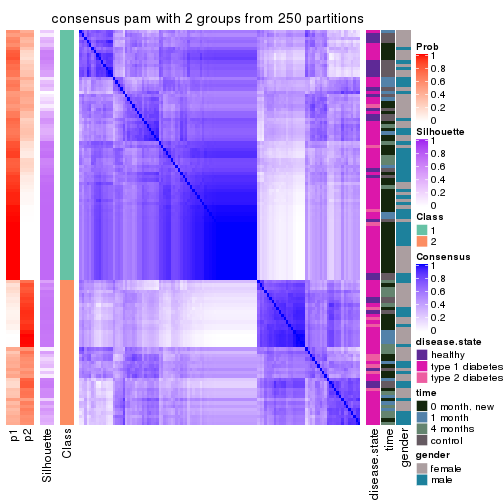 consensus pam with 2 groups from 250 partitions
Prob
1
0.8
0.6
0.4
0.2
0
Silhouette
1
0.8
0.6
0.4
0.2
0
Class
1
2
Consensus
1
0.8
0.6
0.4
0.2
0
disease.state
healthy
type 1 diabetes
type 2 diabetes
time
0 month. new
1 month
4 months
control
gender
female
male
p1
p2
Silhouette
Class
disease.state
time
gender